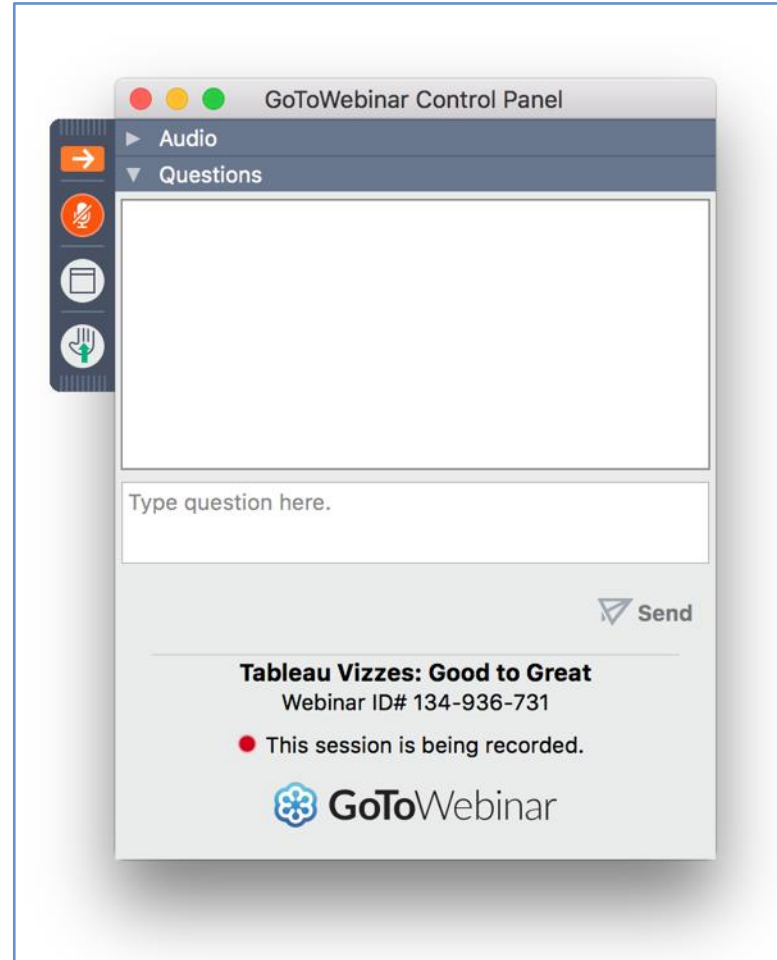 GoToWebinar Control Panel
Audio
Questions
Type question here.
Send
Tableau Vizzes: Good to Great
Webinar ID# 134-936-731
This session is being recorded.
GoToWebinar